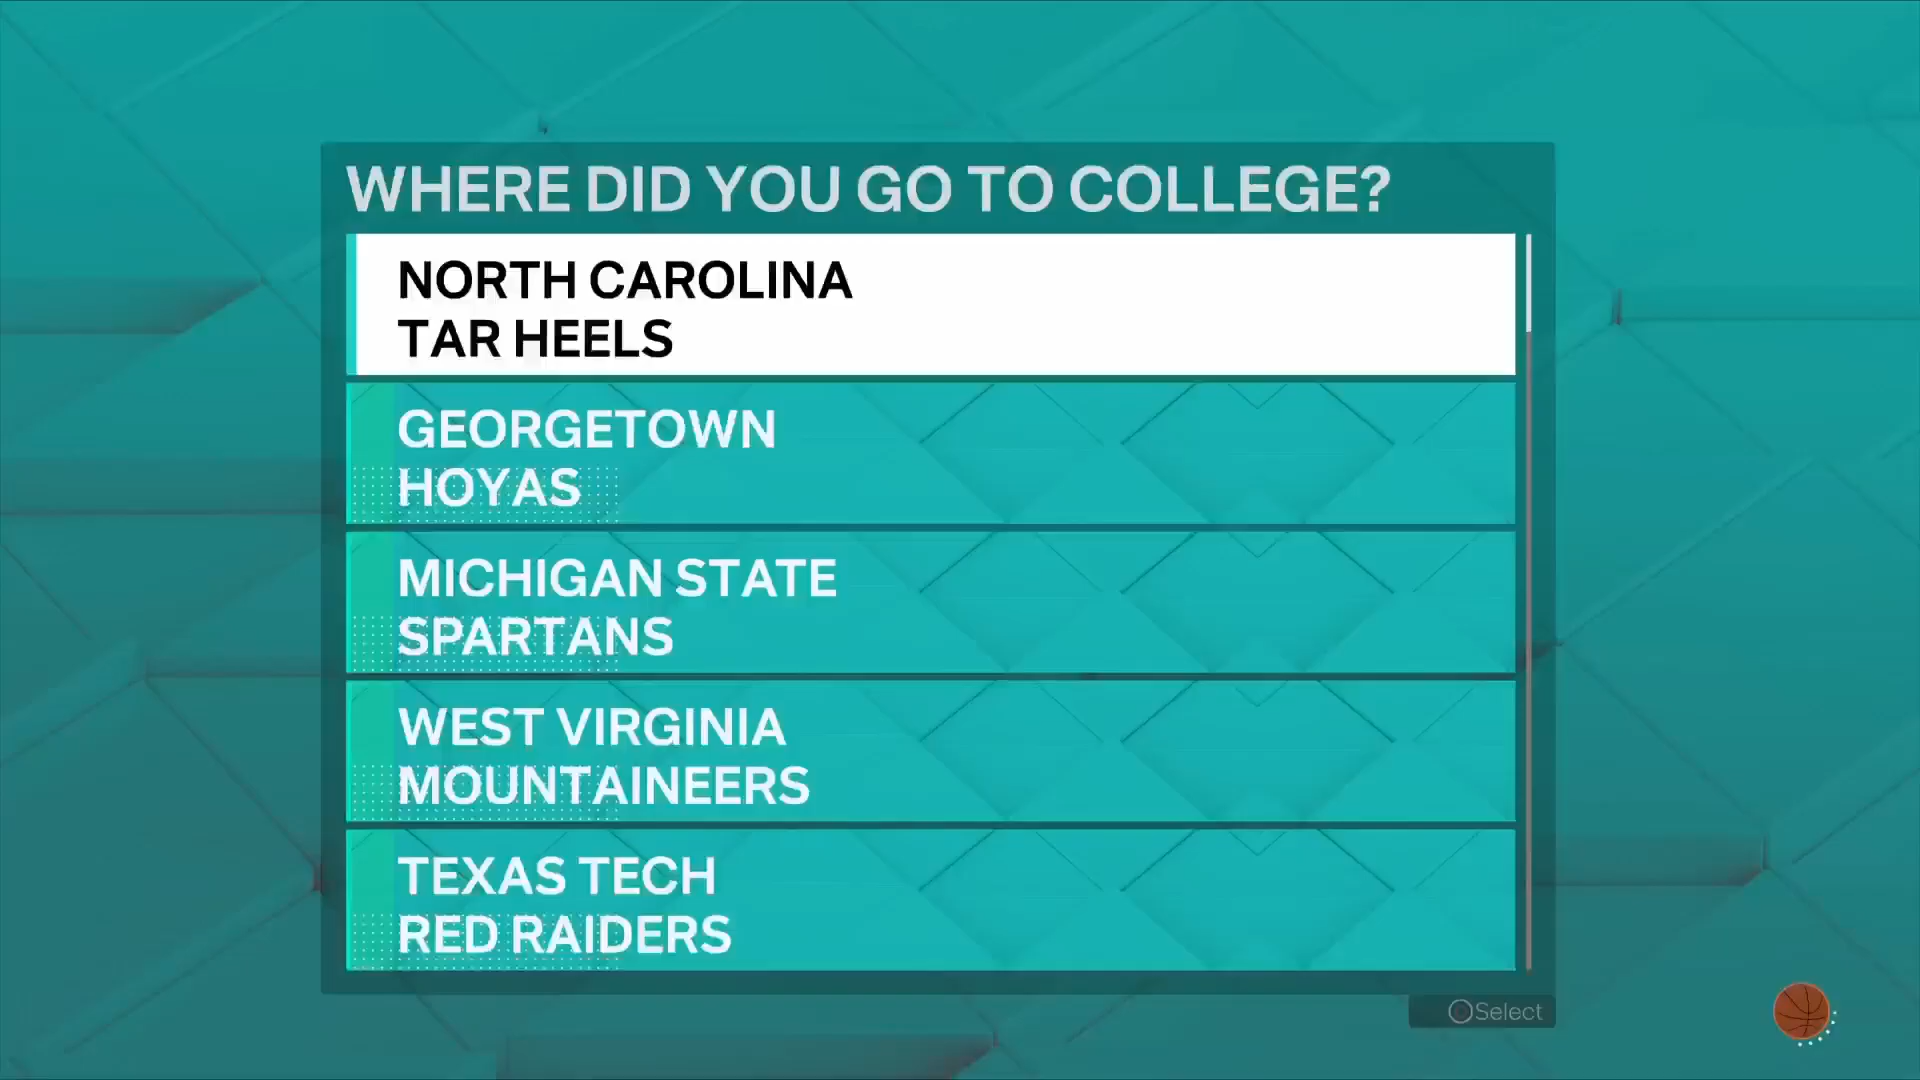 WHERE DID YOU GO TO COLLEGE?
NORTH CAROLINA
TAR HEELS
GEORGETOWN
HOYAS
MICHIGAN STATE
SPARTANS
WEST VIRGINIA
MOUNTAINEERS
TEXAS TECH
RED RAIDERS
Select